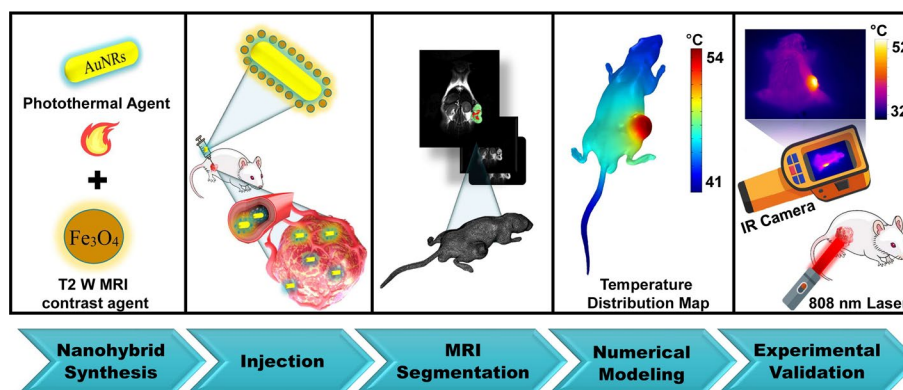 AuNRs
Photothermal Agent
+
Fe₃O₄
T2 W MRI
contrast agent
°C
54
41
Temperature
Distribution Map
°C
52
32
IR Camera
808 nm Laser
Nanohybrid
Synthesis
Injection
MRI
Segmentation
Numerical
Modeling
Experimental
Validation